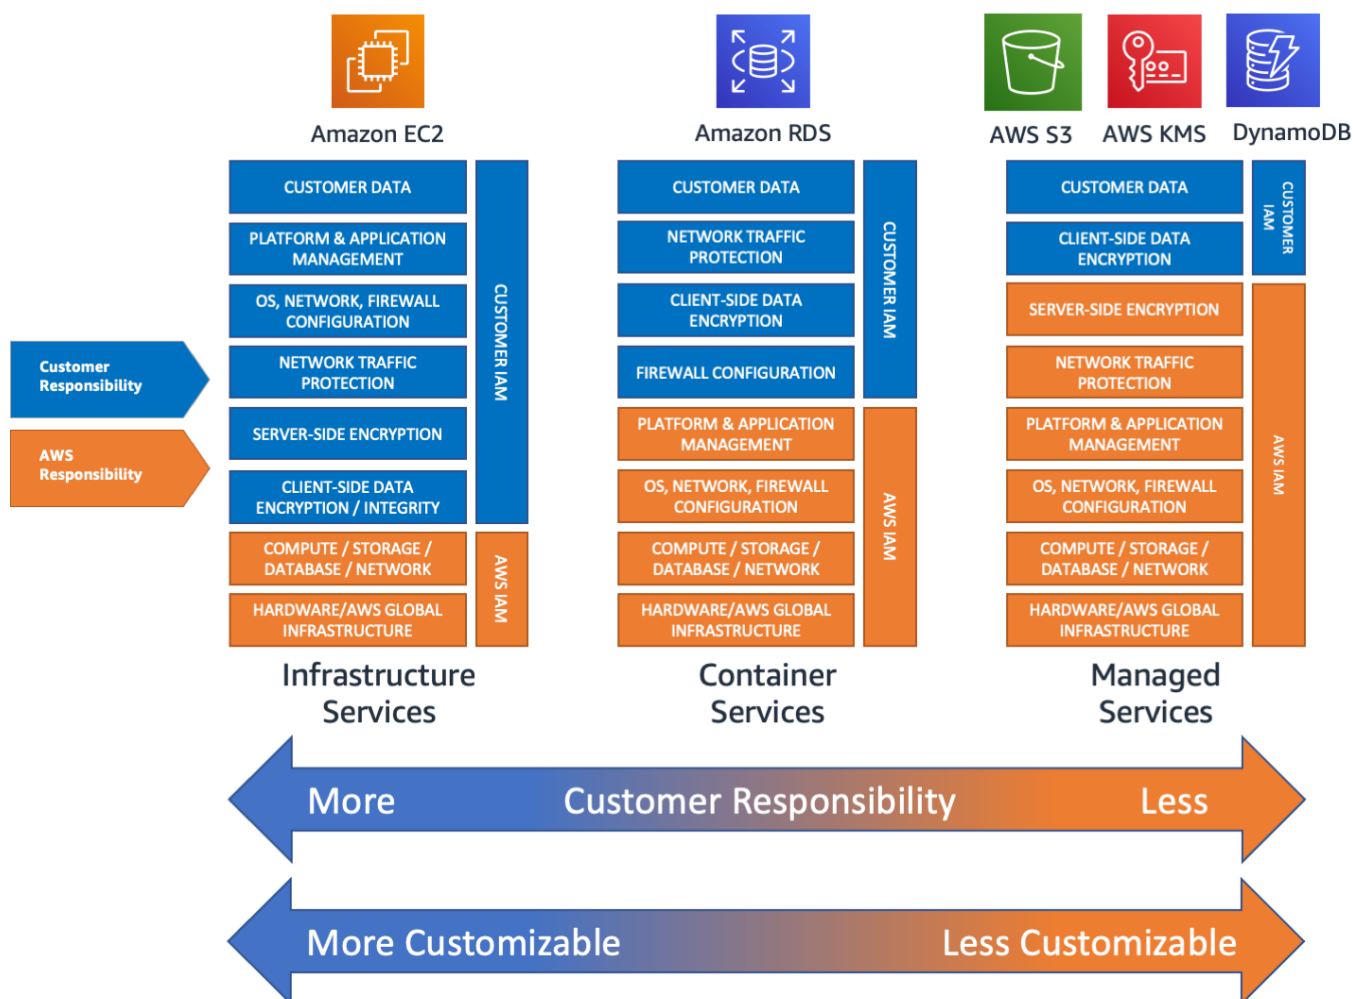 Amazon EC2
Amazon RDS
AWS S3
AWS KMS
DynamoDB
CUSTOMER DATA
PLATFORM & APPLICATION
MANAGEMENT
OS, NETWORK, FIREWALL
CONFIGURATION
NETWORK TRAFFIC
PROTECTION
SERVER-SIDE ENCRYPTION
CLIENT-SIDE DATA
ENCRYPTION / INTEGRITY
CUSTOMER IAM
COMPUTE / STORAGE /
DATABASE / NETWORK
HARDWARE/AWS GLOBAL
INFRASTRUCTURE
AWS IAM
Infrastructure
Services
CUSTOMER DATA
NETWORK TRAFFIC
PROTECTION
CLIENT-SIDE DATA
ENCRYPTION
FIREWALL CONFIGURATION
CUSTOMER IAM
PLATFORM & APPLICATION
MANAGEMENT
OS, NETWORK, FIREWALL
CONFIGURATION
COMPUTE / STORAGE /
DATABASE / NETWORK
HARDWARE/AWS GLOBAL
INFRASTRUCTURE
AWS IAM
Container
Services
CUSTOMER DATA
CLIENT-SIDE DATA
ENCRYPTION
CUSTOMER
IAM
SERVER-SIDE ENCRYPTION
NETWORK TRAFFIC
PROTECTION
PLATFORM & APPLICATION
MANAGEMENT
OS, NETWORK, FIREWALL
CONFIGURATION
COMPUTE / STORAGE /
DATABASE / NETWORK
HARDWARE/AWS GLOBAL
INFRASTRUCTURE
AWS IAM
Managed
Services
Customer
Responsibility
AWS
Responsibility
More Customer Responsibility Less
More Customizable Less Customizable